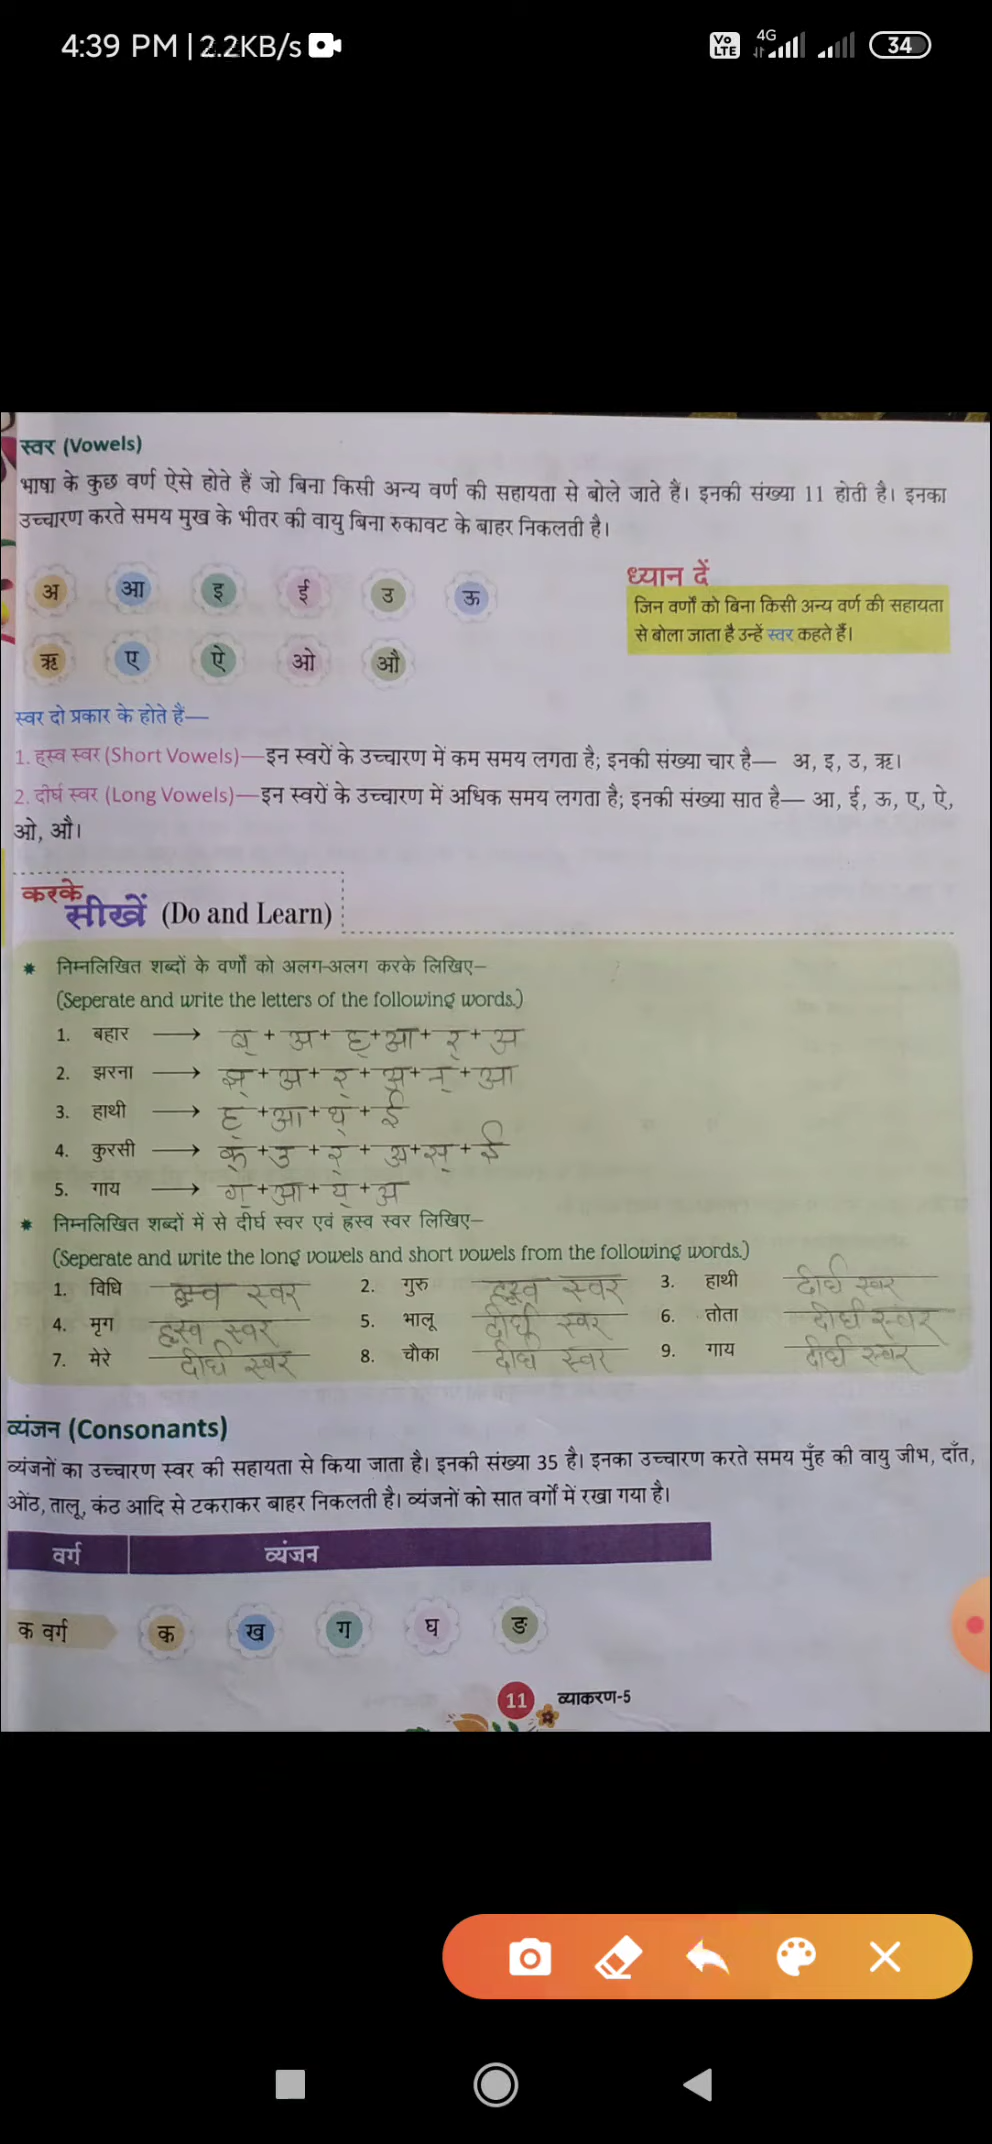 4:39 PM | 2.2KB/s
Vo LTE 4G 34
स्वर (Vowels)
भाषा के कुछ वर्ण ऐसे होते हैं जो बिना किसी अन्य वर्ण की सहायता से बोले जाते हैं। इनकी संख्या 11 होती है। इनका
उच्चारण करते समय मुख के भीतर की वायु बिना रुकावट के बाहर निकलती है।
अ आ इ ई उ ऊ
ऋ ए ऐ ओ औ
ध्यान दें
जिन वर्णों को बिना किसी अन्य वर्ण की सहायता
से बोला जाता है उन्हें स्वर कहते हैं।
स्वर दो प्रकार के होते हैं—
1. ह्स्व स्वर (Short Vowels)—इन स्वरों के उच्चारण में कम समय लगता है; इनकी संख्या चार है— अ, इ, उ, ऋ।
2. दीर्घ स्वर (Long Vowels)—इन स्वरों के उच्चारण में अधिक समय लगता है; इनकी संख्या सात है— आ, ई, ऊ, ए, ऐ,
ओ, औ।
करके
सीखें (Do and Learn)
* निम्नलिखित शब्दों के वर्णों को अलग-अलग करके लिखिए–
(Seperate and write the letters of the following words.)
1. बहार → ब् + अ + ह् + आ + र् + अ
2. झरना → झ् + अ + र् + अ + न् + आ
3. हाथी → ह् + आ + थ् + ई
4. कुरसी → क् + उ + र् + अ + स् + ई
5. गाय → ग् + आ + य् + अ
* निम्नलिखित शब्दों में से दीर्घ स्वर एवं ह्रस्व स्वर लिखिए–
(Seperate and write the long vowels and short vowels from the following words.)
1. विधि स्वर 2. गुरु ह्रस्व स्वर 3. हाथी दीर्घ स्वर
4. मृग ह्रस्व स्वर 5. भालू दीर्घ स्वर 6. तोता दीर्घ स्वर
7. मेरे दीर्घ स्वर 8. चौका दीर्घ स्वर 9. गाय दीर्घ स्वर
व्यंजन (Consonants)
व्यंजनों का उच्चारण स्वर की सहायता से किया जाता है। इनकी संख्या 35 है। इनका उच्चारण करते समय मुँह की वायु जीभ, दाँत,
ओंठ, तालू, कंठ आदि से टकराकर बाहर निकलती है। व्यंजनों को सात वर्गों में रखा गया है।
वर्ग व्यंजन
क वर्ग क ख ग घ ङ
11 व्याकरण-5